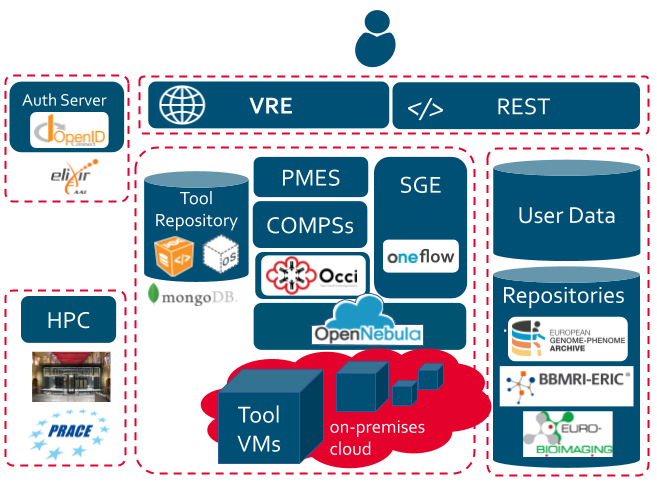 VRE
</> REST
Auth Server
OpenID
elixir
AAI
Tool
Repository
</>
OS
mongoDB.
PMES
COMPSs
Occi
SGE
oneflow
OpenNebula
Tool
VMs
on-premises
cloud
User Data
Repositories
EUROPEAN
GENOME-PHENOME
ARCHIVE
BBMRI-ERIC®
EURO-
BIOIMAGING
HPC
PRACE